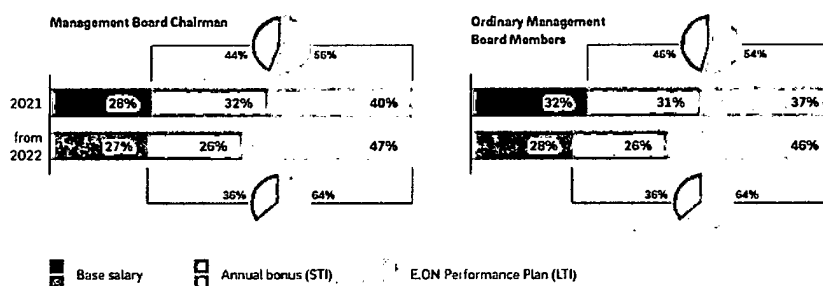 Management Board Chairman
44% 56%
2021 28% 32% 40%
from
2022 27% 26% 47%
36% 64%
Ordinary Management
Board Members
46% 54%
32% 31% 37%
28% 26% 46%
36% 64%
Base salary Annual bonus (STI) E.ON Performance Plan (LTI)